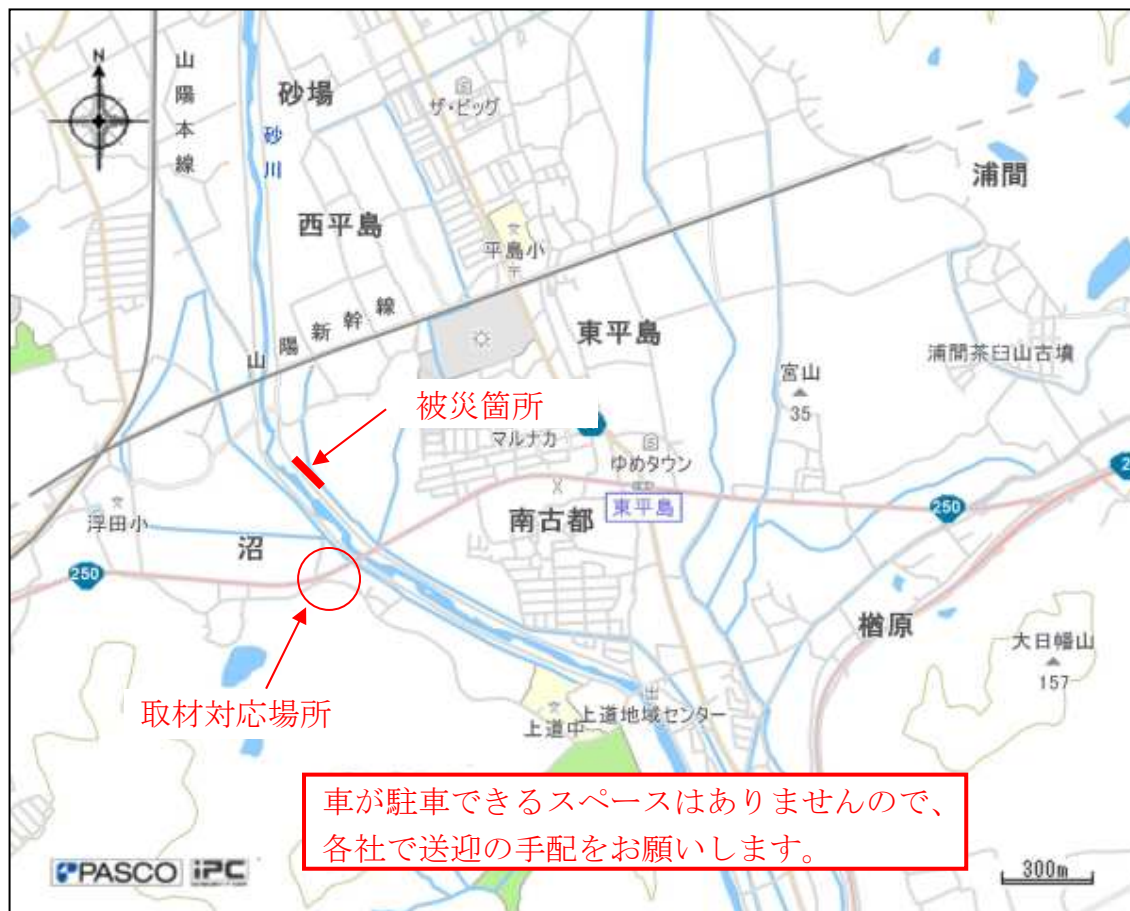 N
山陽本線
砂場
砂川
ザ・ビッグ
浦間
西平島
平島小
山陽新幹線
東平島
浦間茶臼山古墳
宮山
35
被災箇所
マルナカ
ゆめタウン
東平島
南古都
250
浮田小
沼
250
楢原
大日幡山
157
取材対応場所
上道中
上道地域センター
車が駐車できるスペースはありませんので、
各社で送迎の手配をお願いします。
PASCO iPC
300m